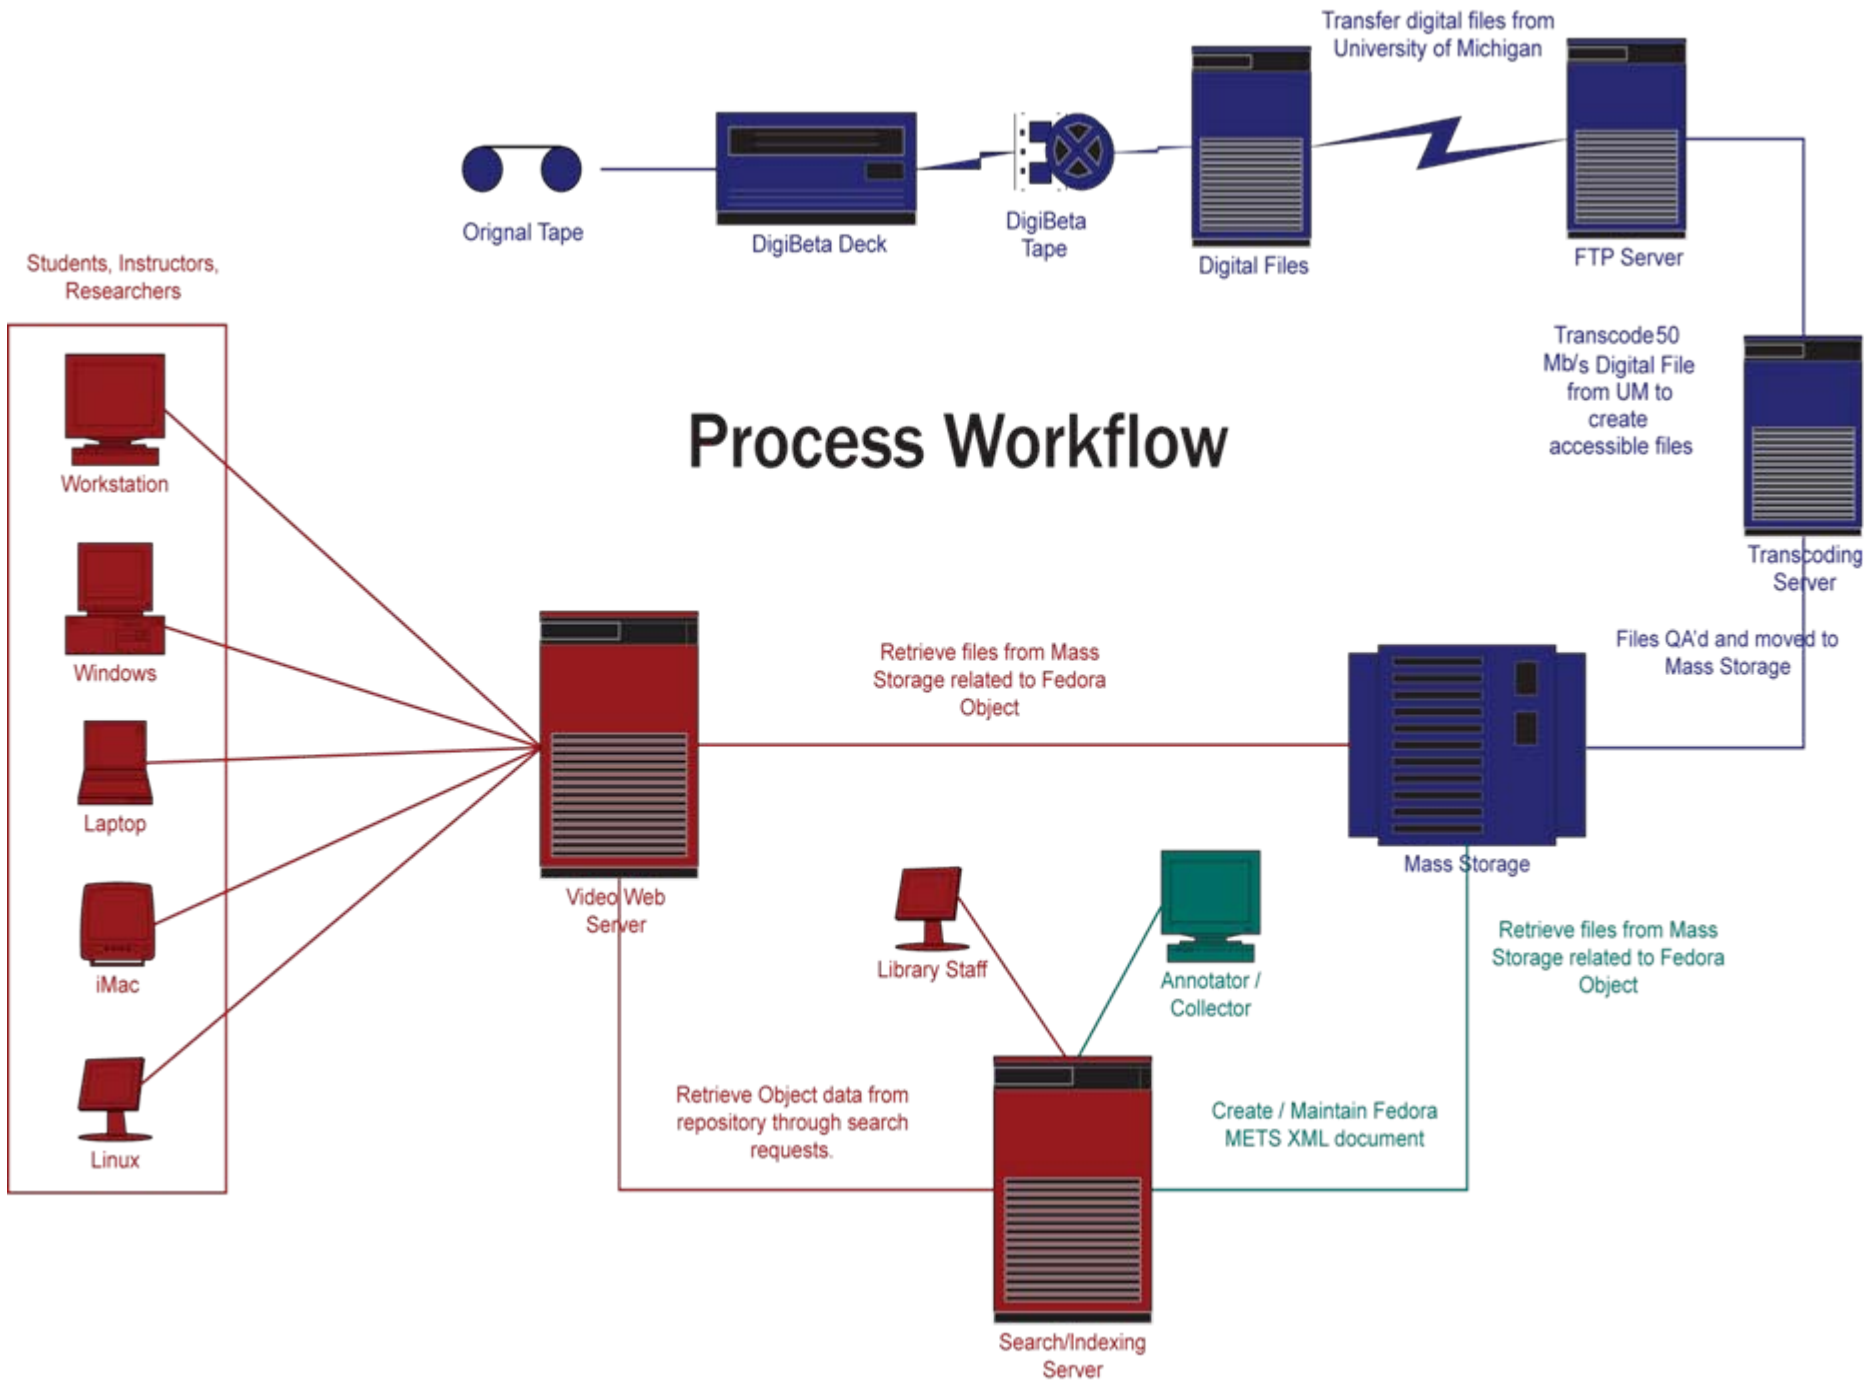 Transfer digital files from
University of Michigan
Orignal Tape
DigiBeta Deck
DigiBeta
Tape
Digital Files
FTP Server
Students, Instructors,
Researchers
Transcode 50
Mb/s Digital File
from UM to
create
accessible files
Process Workflow
Workstation
Transcoding
Server
Windows
Retrieve files from Mass
Storage related to Fedora
Object
Files QA'd and moved to
Mass Storage
Laptop
Mass Storage
Video Web
Server
Library Staff
Annotator /
Collector
Retrieve files from Mass
Storage related to Fedora
Object
iMac
Retrieve Object data from
repository through search
requests.
Create / Maintain Fedora
METS XML document
Linux
Search/Indexing
Server